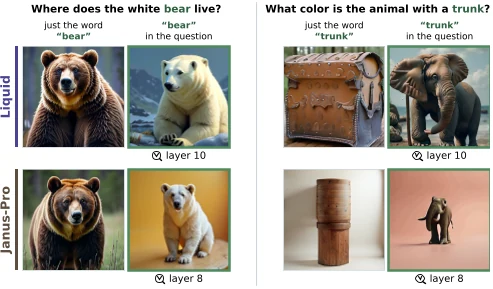 Where does the white bear live?
just the word
“bear”
“bear”
in the question
What color is the animal with a trunk?
just the word
“trunk”
“trunk”
in the question
Liquid
layer 10
layer 10
Janus-Pro
layer 8
layer 8